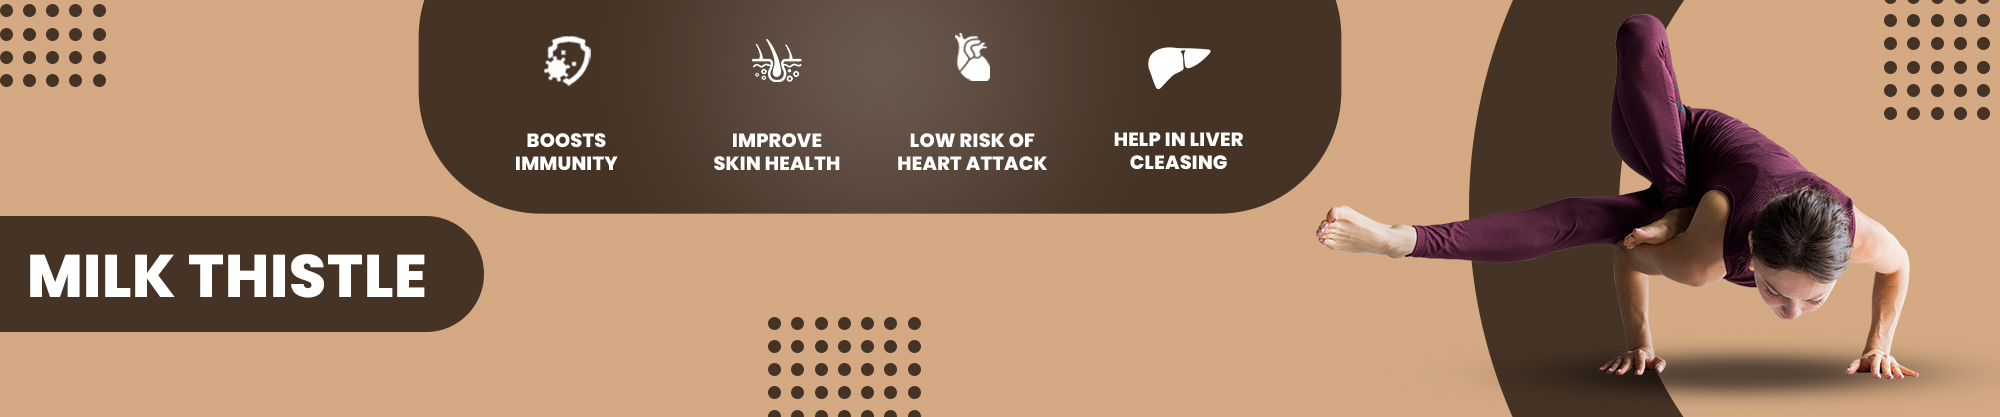 BOOSTS
IMMUNITY
IMPROVE
SKIN HEALTH
LOW RISK OF
HEART ATTACK
HELP IN LIVER
CLEASING
MILK THISTLE